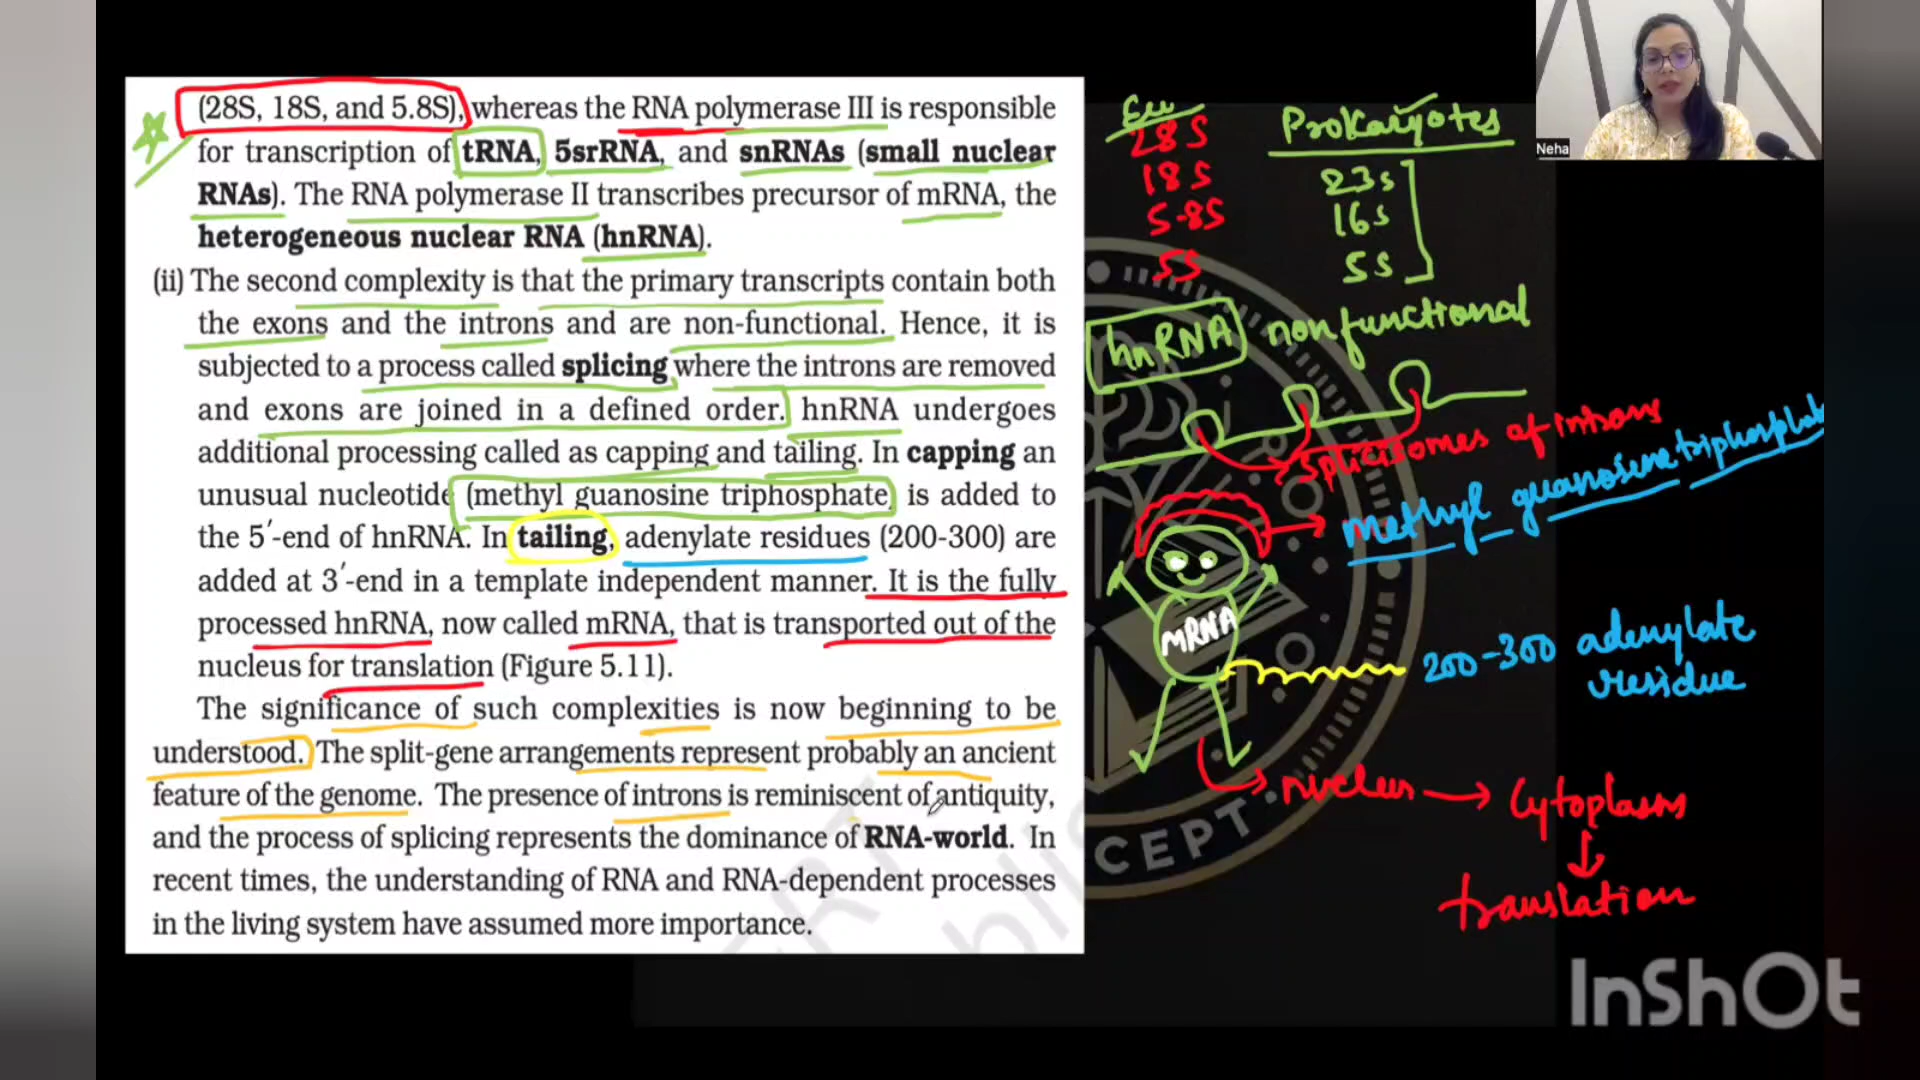 (28S, 18S, and 5.8S), whereas the RNA polymerase III is responsible
for transcription of tRNA, 5srRNA, and snRNAs (small nuclear
RNAs). The RNA polymerase II transcribes precursor of mRNA, the
heterogeneous nuclear RNA (hnRNA).
(ii) The second complexity is that the primary transcripts contain both
the exons and the introns and are non-functional. Hence, it is
subjected to a process called splicing where the introns are removed
and exons are joined in a defined order. hnRNA undergoes
additional processing called as capping and tailing. In capping an
unusual nucleotide (methyl guanosine triphosphate) is added to
the 5′-end of hnRNA. In tailing, adenylate residues (200-300) are
added at 3′-end in a template independent manner. It is the fully
processed hnRNA, now called mRNA, that is transported out of the
nucleus for translation (Figure 5.11).
The significance of such complexities is now beginning to be
understood. The split-gene arrangements represent probably an ancient
feature of the genome. The presence of introns is reminiscent of antiquity,
and the process of splicing represents the dominance of RNA-world. In
recent times, the understanding of RNA and RNA-dependent processes
in the living system have assumed more importance.
Eu
28S
18S
5.8S
5S
Prokaryotes
23s
16s
5s
hnRNA nonfunctional
of introns
Methyl guanosine triphosphate
mRNA
200-300 adenylate
residue
nucleus → Cytoplasm
translation
CEPT
Neha
InShOt